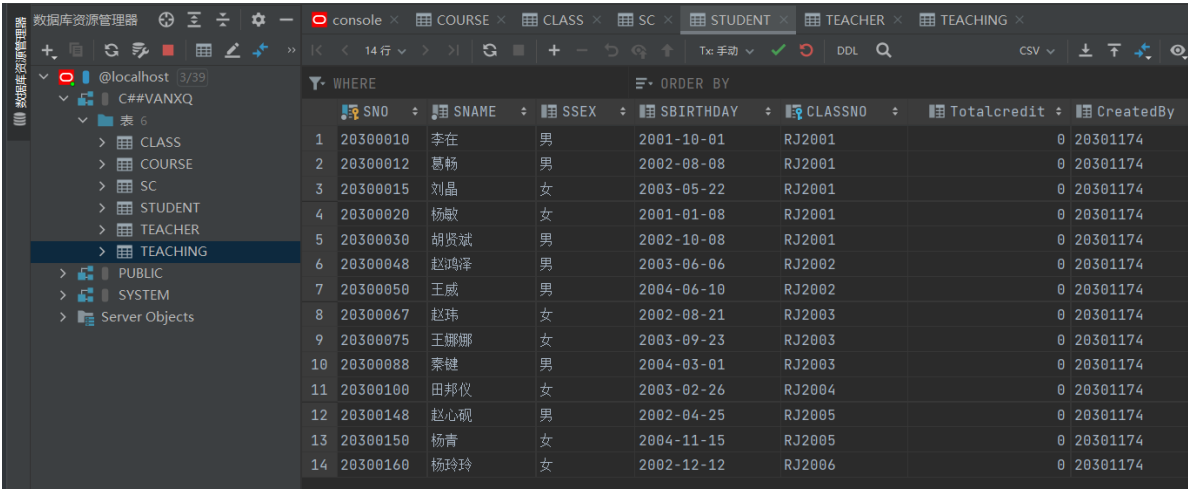 数据库资源管理器
console COURSE CLASS SC STUDENT TEACHER TEACHING
14 行 Tx: 手动 DDL CSV
数据库资源管理器
@localhost 3/39
C##VANXQ
表 6
CLASS
COURSE
SC
STUDENT
TEACHER
TEACHING
PUBLIC
SYSTEM
Server Objects
WHERE ORDER BY
SNO SNAME SSEX SBIRTHDAY CLASSNO Totalcredit CreatedBy
1 20300010 李在 男 2001-10-01 RJ2001 0 20301174
2 20300012 葛畅 男 2002-08-08 RJ2001 0 20301174
3 20300015 刘晶 女 2003-05-22 RJ2001 0 20301174
4 20300020 杨敏 女 2001-01-08 RJ2001 0 20301174
5 20300030 胡贤斌 男 2002-10-08 RJ2001 0 20301174
6 20300048 赵鸿泽 男 2003-06-06 RJ2002 0 20301174
7 20300050 王威 男 2004-06-10 RJ2002 0 20301174
8 20300067 赵玮 女 2002-08-21 RJ2003 0 20301174
9 20300075 王娜娜 女 2003-09-23 RJ2003 0 20301174
10 20300088 秦键 男 2004-03-01 RJ2003 0 20301174
11 20300100 田邦仪 女 2003-02-26 RJ2004 0 20301174
12 20300148 赵心砚 男 2002-04-25 RJ2005 0 20301174
13 20300150 杨青 女 2004-11-15 RJ2005 0 20301174
14 20300160 杨玲玲 女 2002-12-12 RJ2006 0 20301174